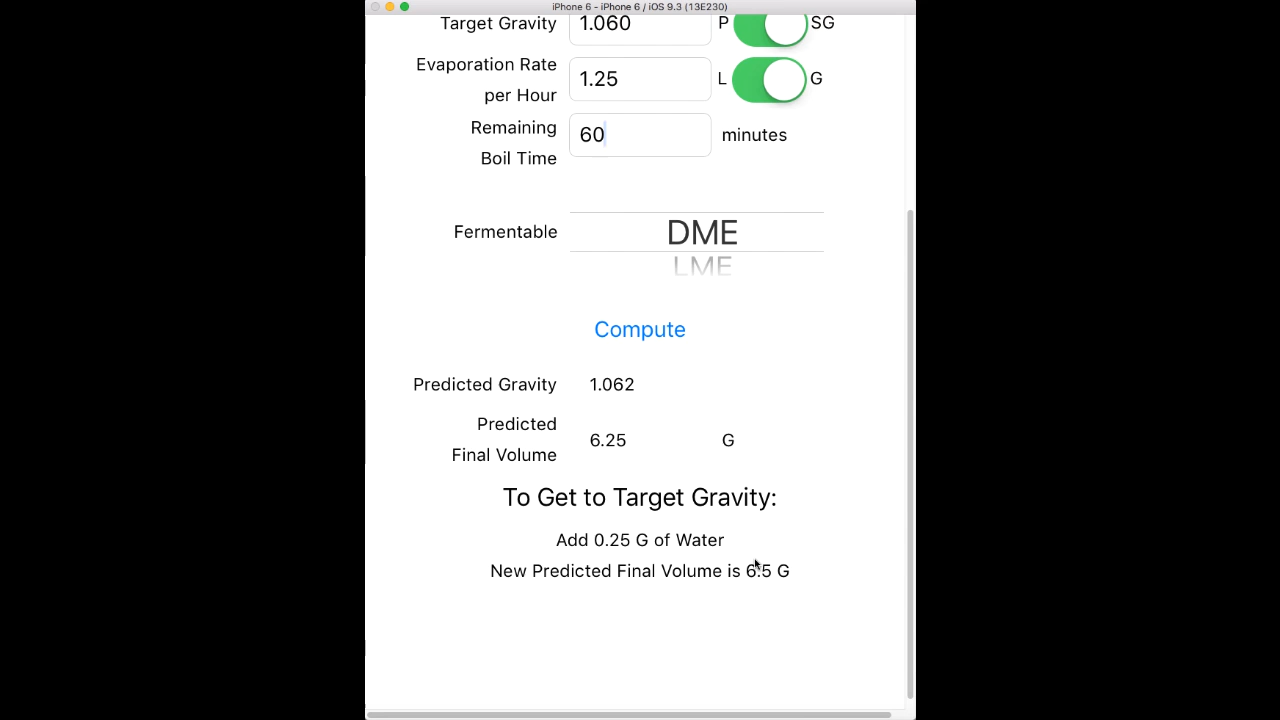 iPhone 6 - iPhone 6 / iOS 9.3 (13E230)
Target Gravity 1.060 P SG
Evaporation Rate
per Hour 1.25 L G
Remaining
Boil Time 60 minutes
Fermentable DME
LME
Compute
Predicted Gravity 1.062
Predicted
Final Volume 6.25 G
To Get to Target Gravity:
Add 0.25 G of Water
New Predicted Final Volume is 6.5 G